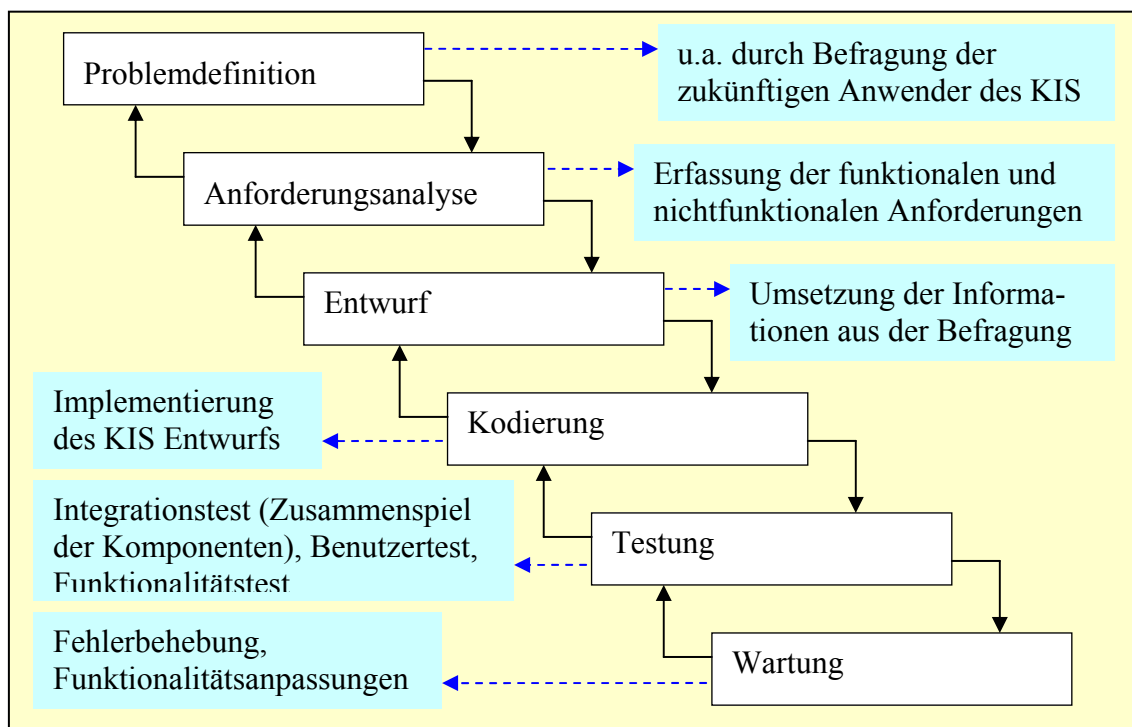 Problemdefinition
u.a. durch Befragung der
zukünftigen Anwender des KIS
Anforderungsanalyse
Erfassung der funktionalen und
nichtfunktionalen Anforderungen
Entwurf
Umsetzung der Informa-
tionen aus der Befragung
Implementierung
des KIS Entwurfs
Kodierung
Integrationstest (Zusammenspiel
der Komponenten), Benutzertest,
Funktionalitätstest
Testung
Fehlerbehebung,
Funktionalitätsanpassungen
Wartung